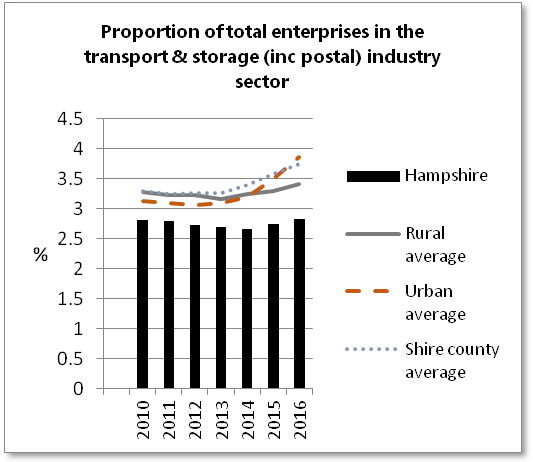 Proportion of total enterprises in the
transport & storage (inc postal) industry
sector
4.5
4
3.5
3
2.5
2
1.5
1
0.5
0
%
2010
2011
2012
2013
2014
2015
2016
Hampshire
Rural
average
Urban
average
Shire county
average